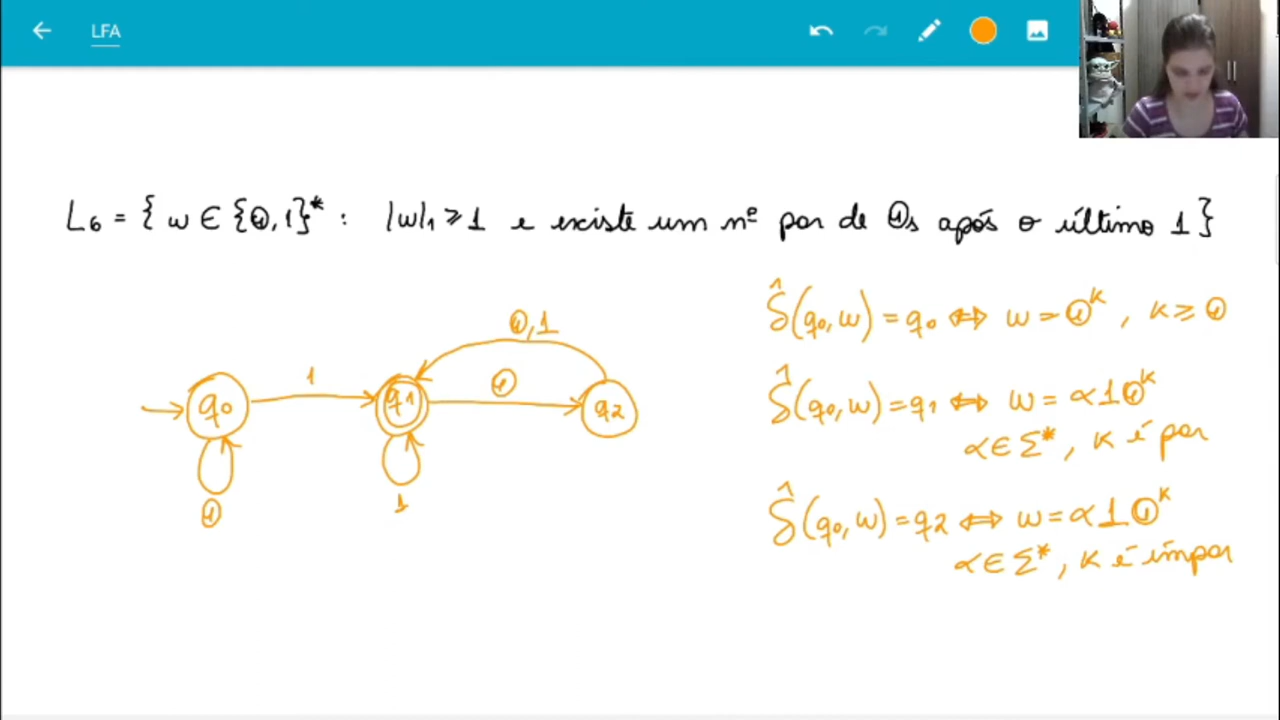 LFA
L₆ = { w ∈ {0,1}* : |w|₁ ⩾ 1 e existe um nº par de 0s após o último 1 }
δ̂(q₀, w) = q₀ ⇔ w = 0ᵏ , k ≥ 0
0,1
1
0
q₀
q₁
q₂
δ̂(q₀, w) = q₁ ⇔ w = α10ᵏ
α ∈ Σ* , k é par
0
1
δ̂(q₀, w) = q₂ ⇔ w = α10ᵏ
α ∈ Σ* , k é ímpar